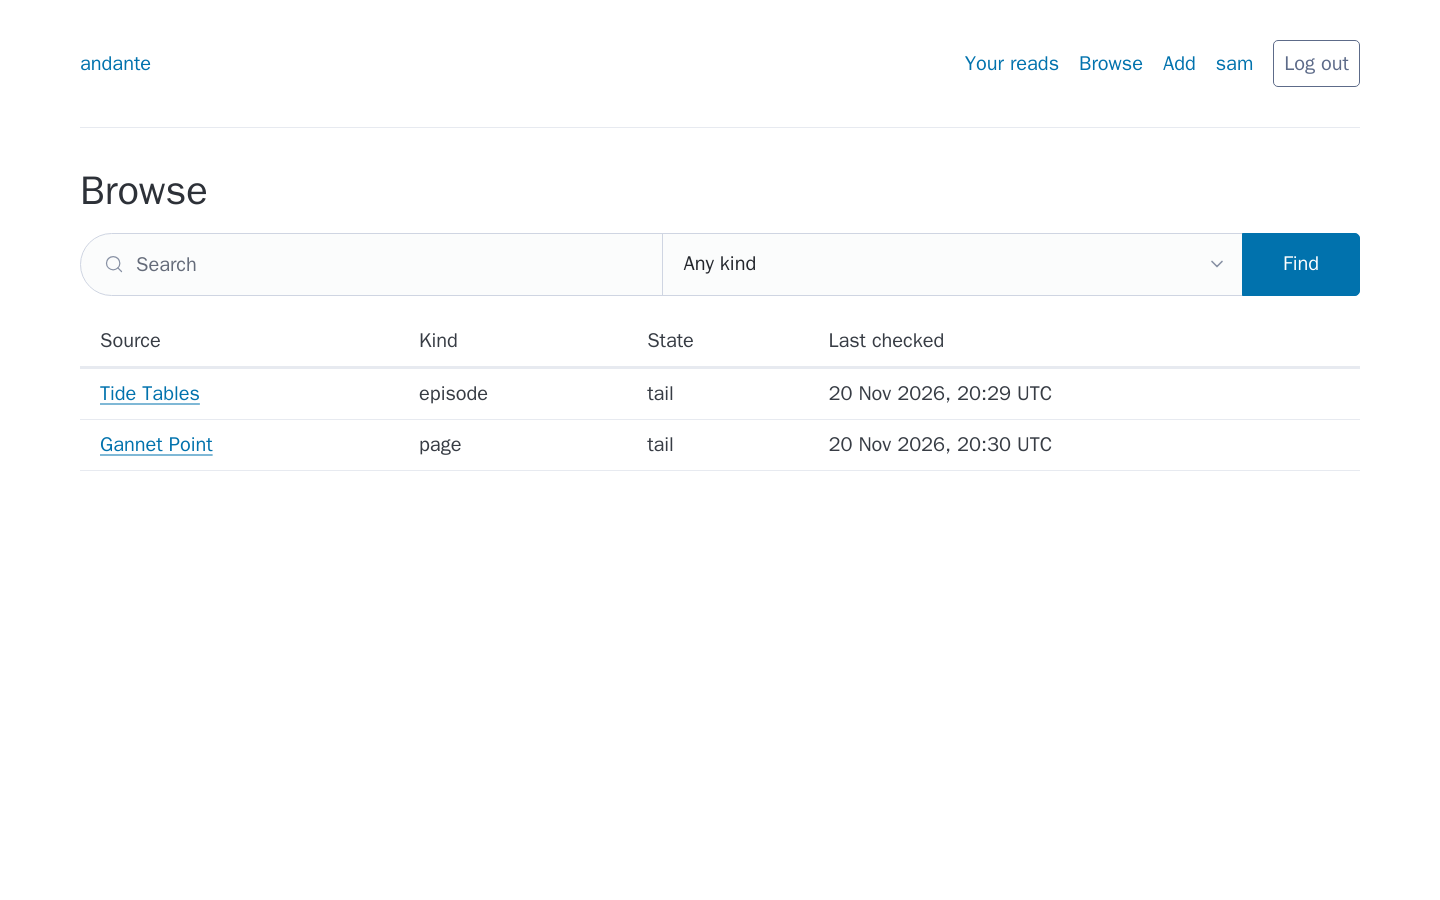 andante
Your reads Browse Add sam Log out
Browse
Search Any kind Find
Source Kind State Last checked
Tide Tables episode tail 20 Nov 2026, 20:29 UTC
Gannet Point page tail 20 Nov 2026, 20:30 UTC